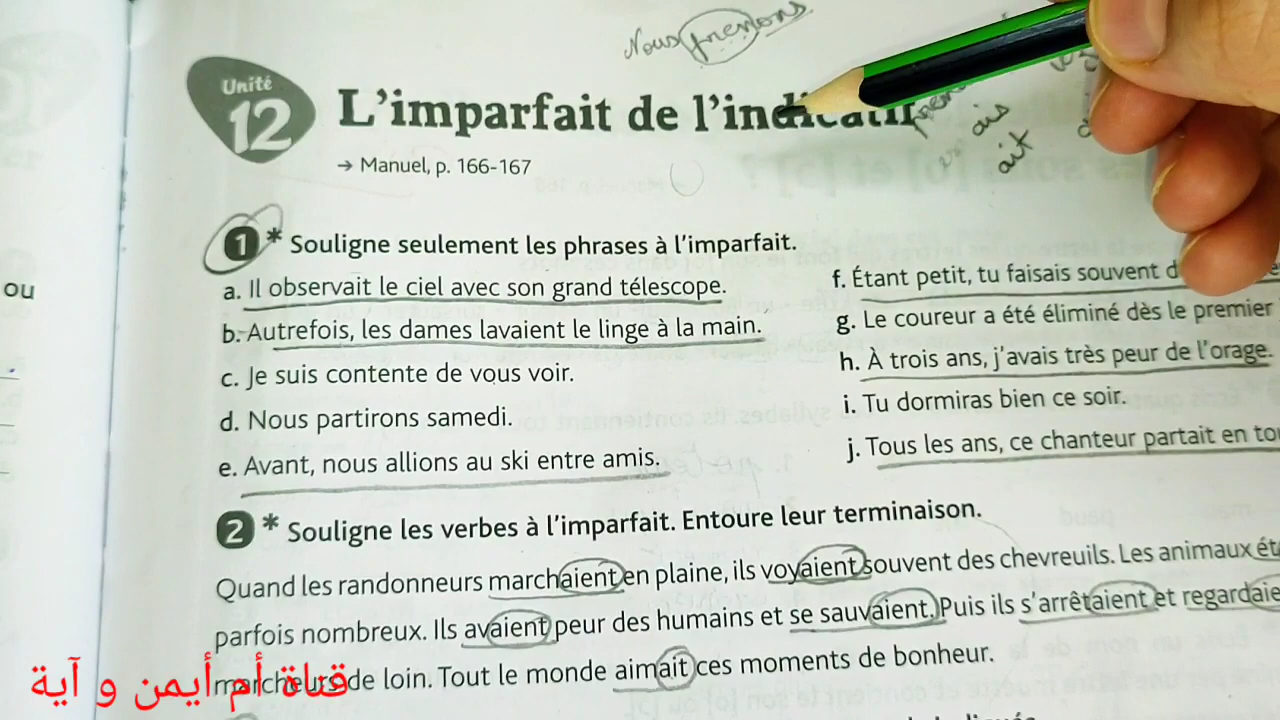 Nous prenons
Unité
12
L'imparfait de l'indicatif
→ Manuel, p. 166-167
ais
ait
1 * Souligne seulement les phrases à l'imparfait.
a. Il observait le ciel avec son grand télescope.
b. Autrefois, les dames lavaient le linge à la main.
c. Je suis contente de vous voir.
d. Nous partirons samedi.
e. Avant, nous allions au ski entre amis.
f. Étant petit, tu faisais souvent d
g. Le coureur a été éliminé dès le premier
h. À trois ans, j'avais très peur de l'orage.
i. Tu dormiras bien ce soir.
j. Tous les ans, ce chanteur partait en tou
ou
2 * Souligne les verbes à l'imparfait. Entoure leur terminaison.
Quand les randonneurs marchaient en plaine, ils voyaient souvent des chevreuils. Les animaux ét
parfois nombreux. Ils avaient peur des humains et se sauvaient. Puis ils s'arrêtaient et regardaie
marcheurs de loin. Tout le monde aimait ces moments de bonheur.
قناة أم أيمن و آية